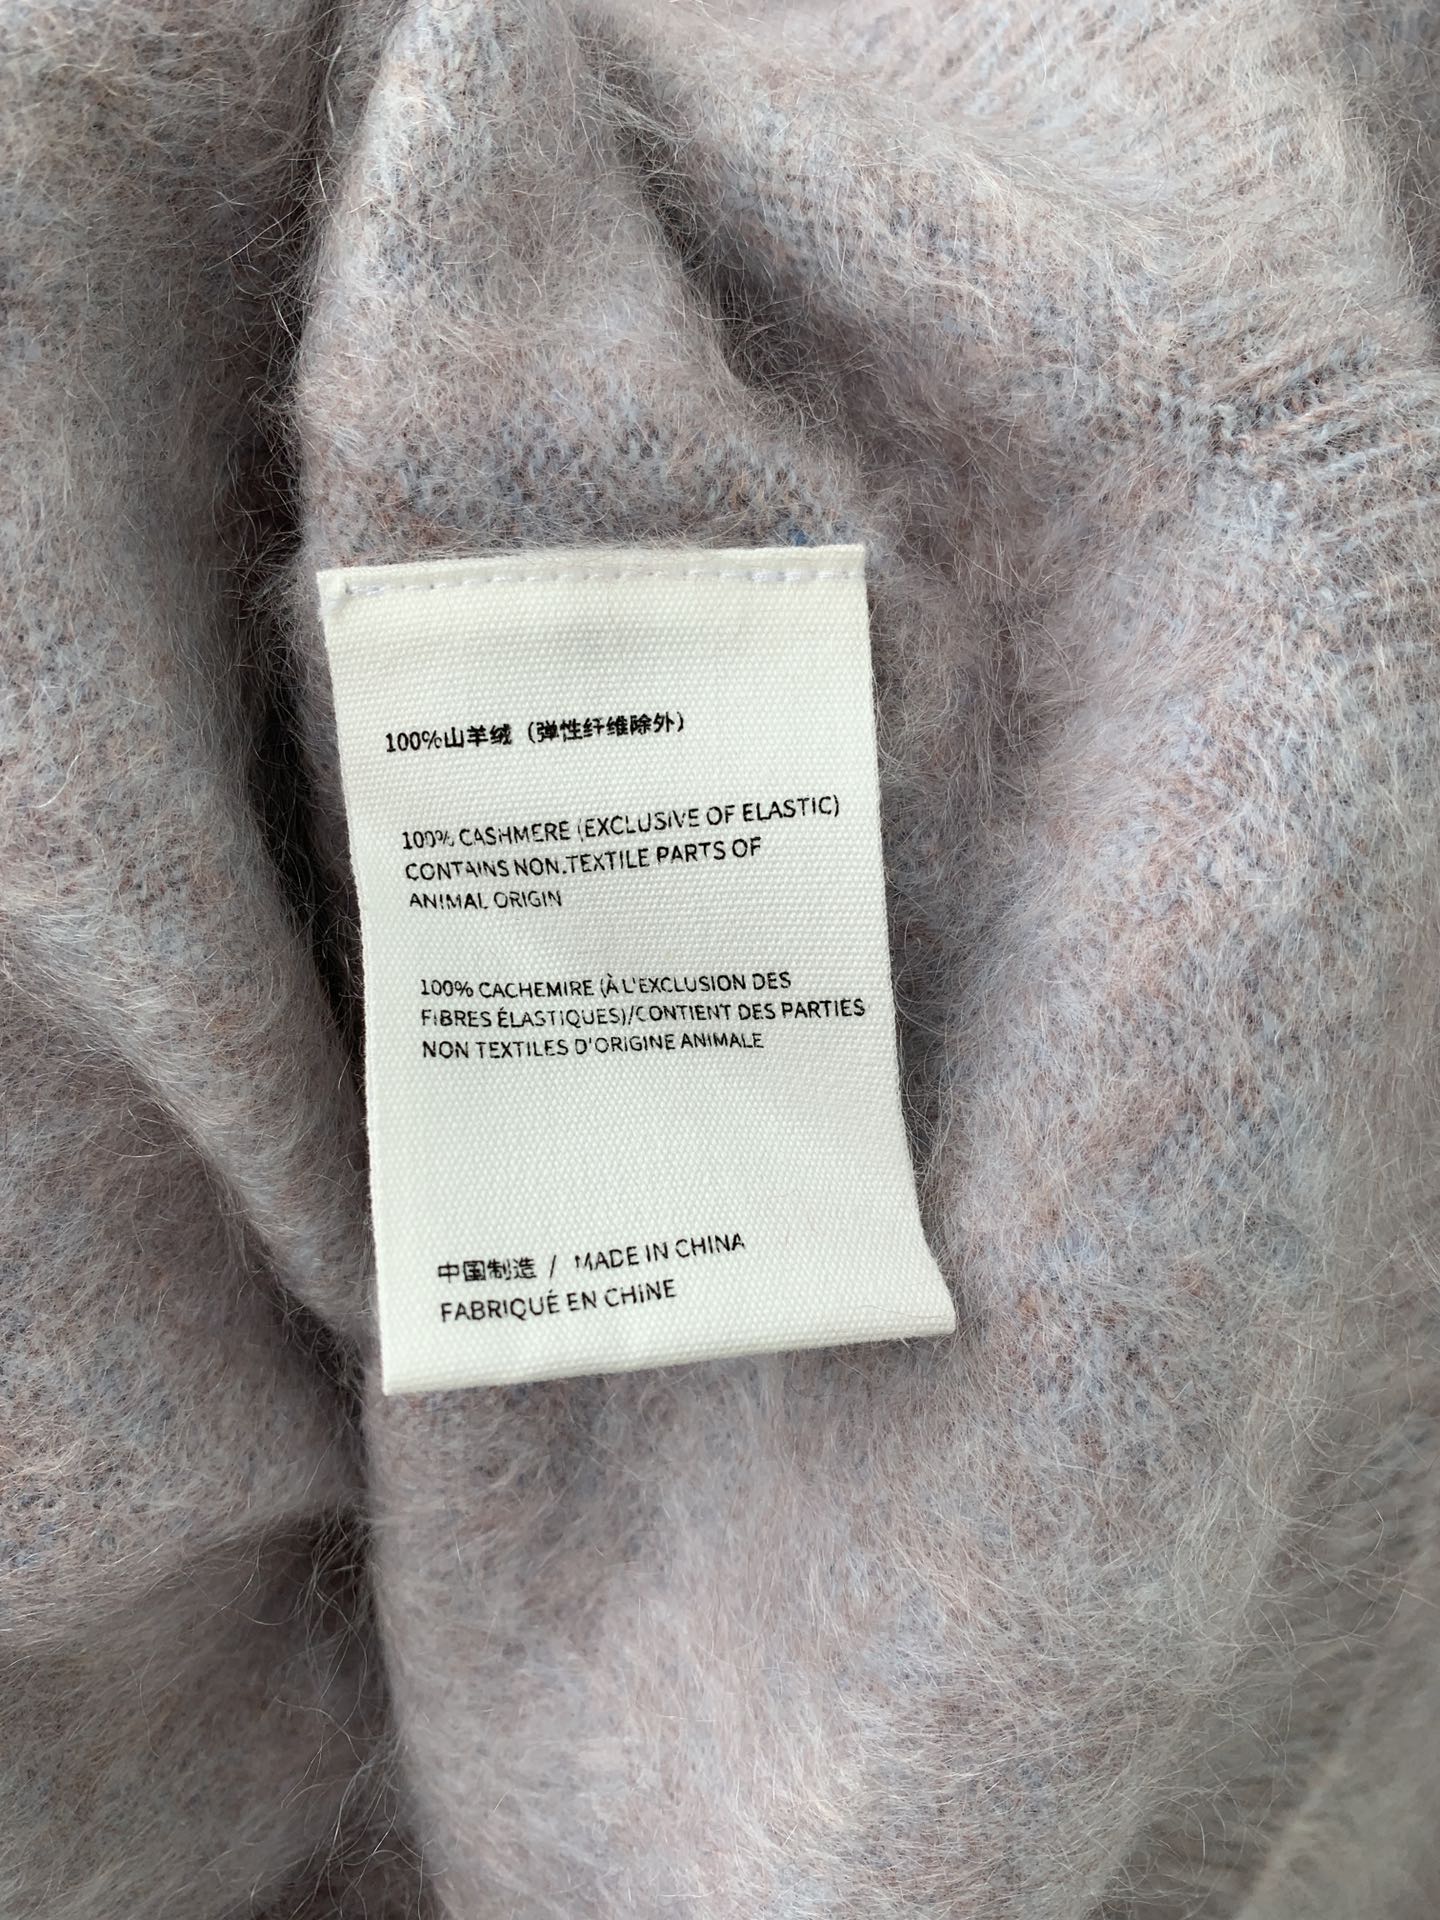 100%山羊绒（弹性纤维除外）
100% CASHMERE (EXCLUSIVE OF ELASTIC)
CONTAINS NON.TEXTILE PARTS OF
ANIMAL ORIGIN
100% CACHEMIRE (À L'EXCLUSION DES
FIBRES ÉLASTIQUES)/CONTIENT DES PARTIES
NON TEXTILES D'ORIGINE ANIMALE
中国制造 / MADE IN CHINA
FABRIQUÉ EN CHINE